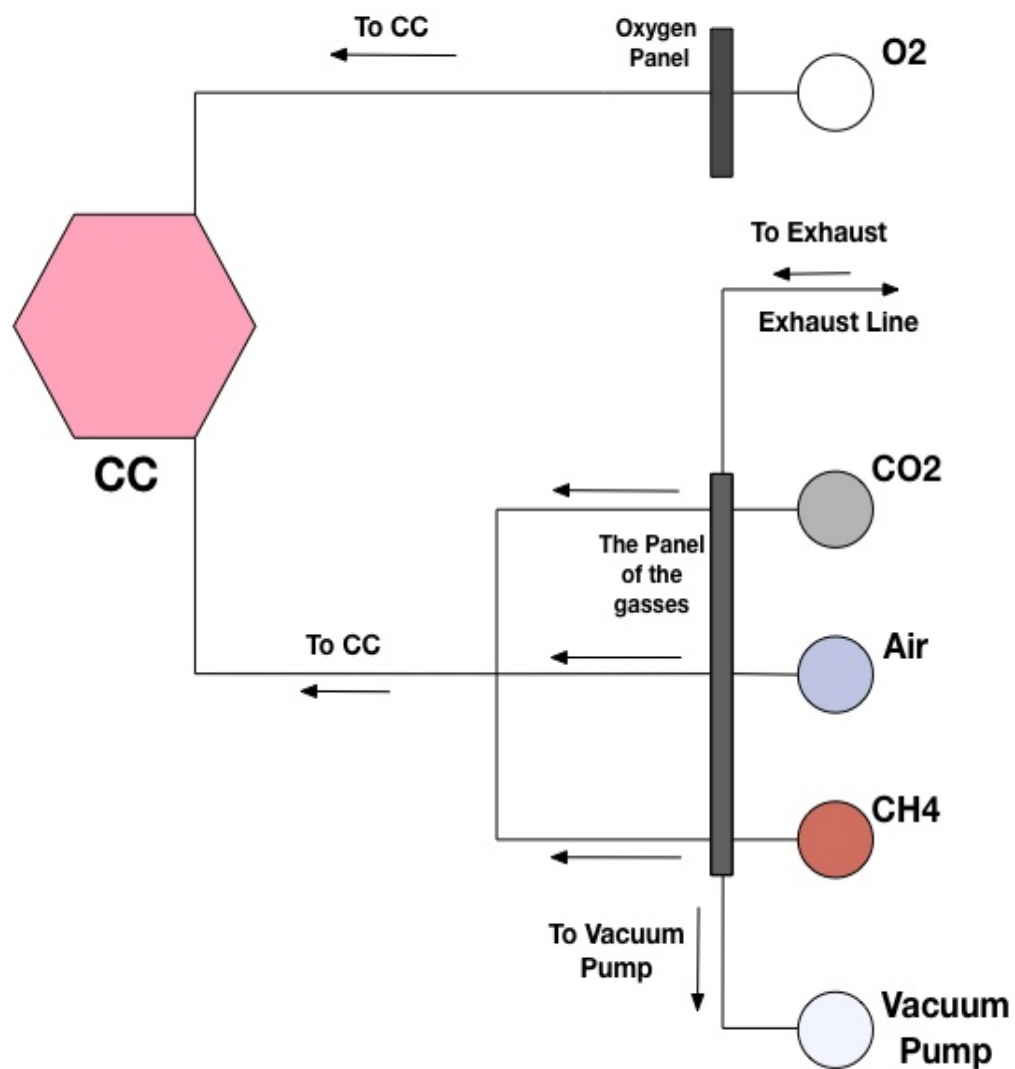 To CC
Oxygen
Panel
O2
To Exhaust
Exhaust Line
CC
CO2
The Panel
of the
gasses
Air
To CC
CH4
To Vacuum
Pump
Vacuum
Pump